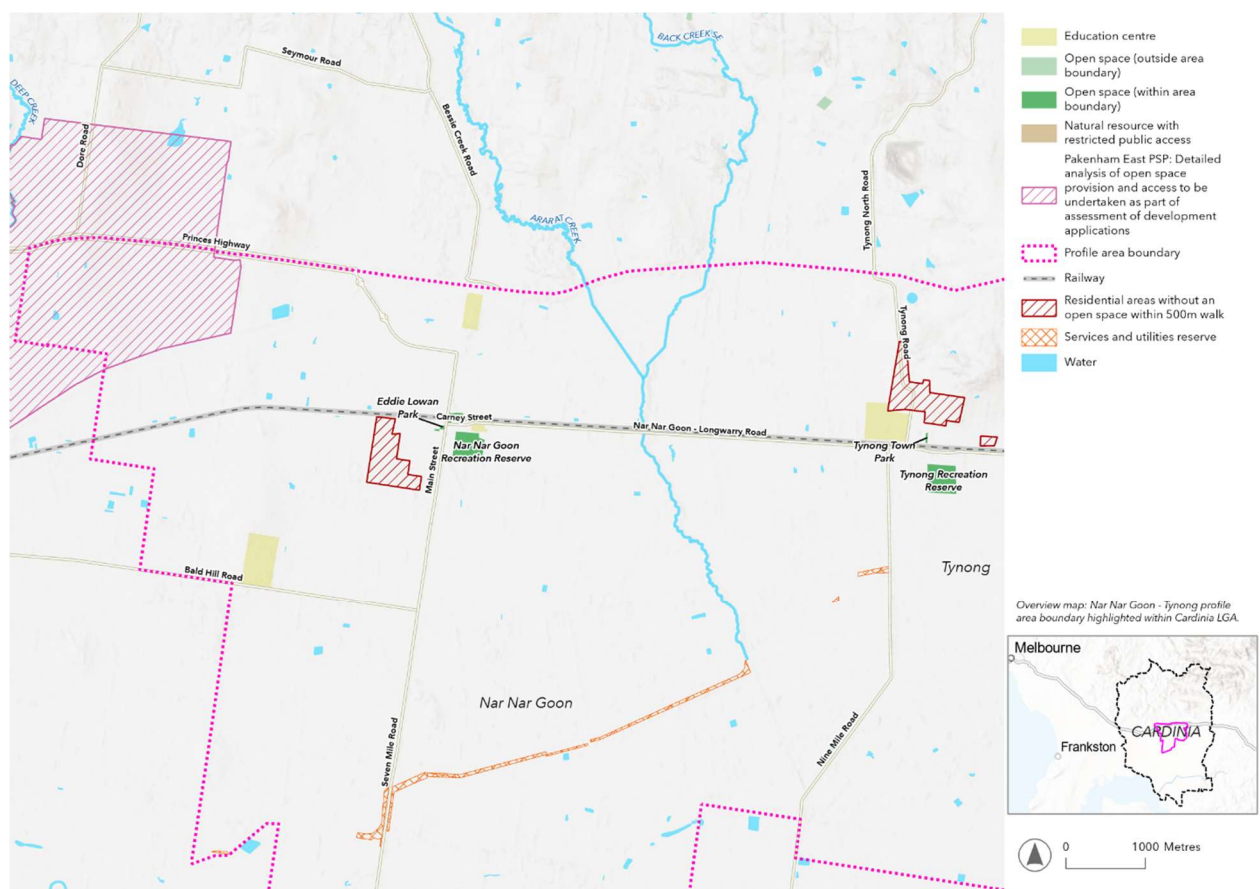 BACK CREEK S.E
Seymour Road
DEEP CREEK
Dore Road
Bessie Creek Road
ARARAT CREEK
Tynong North Road
Princes Highway
Tynong Road
Eddie Lowan
Park
Carney Street
Nar Nar Goon - Longwarry Road
Main Street
Nar Nar Goon
Recreation Reserve
Tynong Town
Park
Tynong Recreation
Reserve
Bald Hill Road
Tynong
Nar Nar Goon
Seven Mile Road
Nine Mile Road
Education centre
Open space (outside area
boundary)
Open space (within area
boundary)
Natural resource with
restricted public access
Pakenham East PSP: Detailed
analysis of open space
provision and access to be
undertaken as part of
assessment of development
applications
Profile area boundary
Railway
Residential areas without an
open space within 500m walk
Services and utilities reserve
Water
Overview map: Nar Nar Goon - Tynong profile
area boundary highlighted within Cardinia LGA.
Melbourne
CARDINIA
Frankston
0 1000 Metres